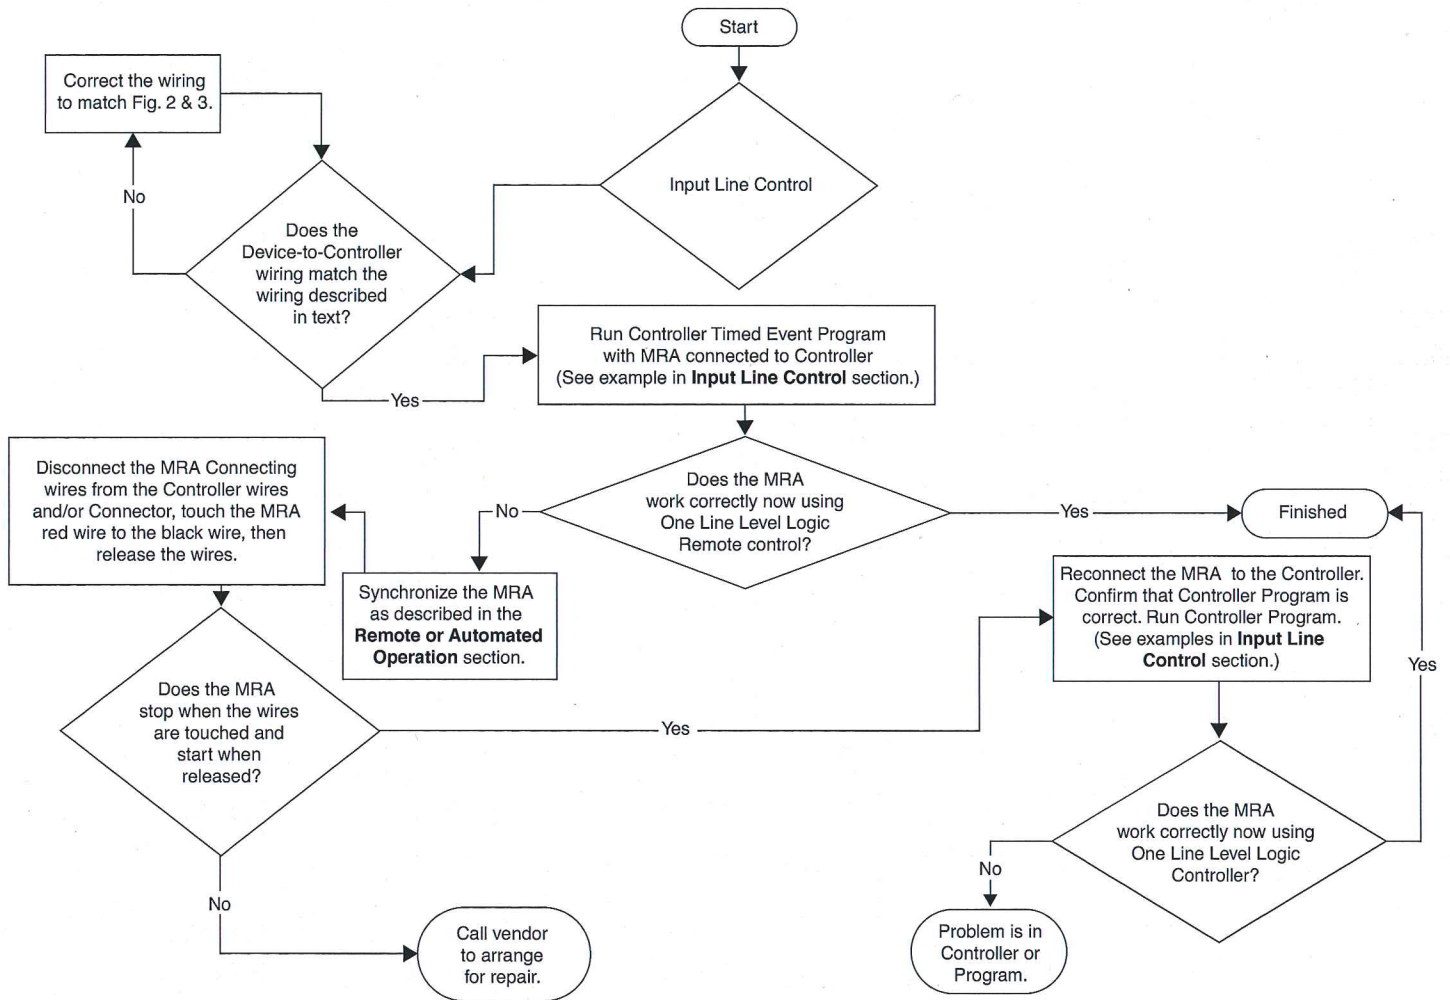 Start
Correct the wiring
to match Fig. 2 & 3.
Input Line Control
No
Does the
Device-to-Controller
wiring match the
wiring described
in text?
Yes
Run Controller Timed Event Program
with MRA connected to Controller
(See example in Input Line Control section.)
Disconnect the MRA Connecting
wires from the Controller wires
and/or Connector, touch the MRA
red wire to the black wire, then
release the wires.
No
Does the MRA
work correctly now using
One Line Level Logic
Remote control?
Yes
Finished
Synchronize the MRA
as described in the
Remote or Automated
Operation section.
Reconnect the MRA to the Controller.
Confirm that Controller Program is
correct. Run Controller Program.
(See examples in Input Line
Control section.)
Yes
Does the MRA
stop when the wires
are touched and
start when
released?
Yes
Does the MRA
work correctly now using
One Line Level Logic
Controller?
No
No
Call vendor
to arrange
for repair.
Problem is in
Controller or
Program.